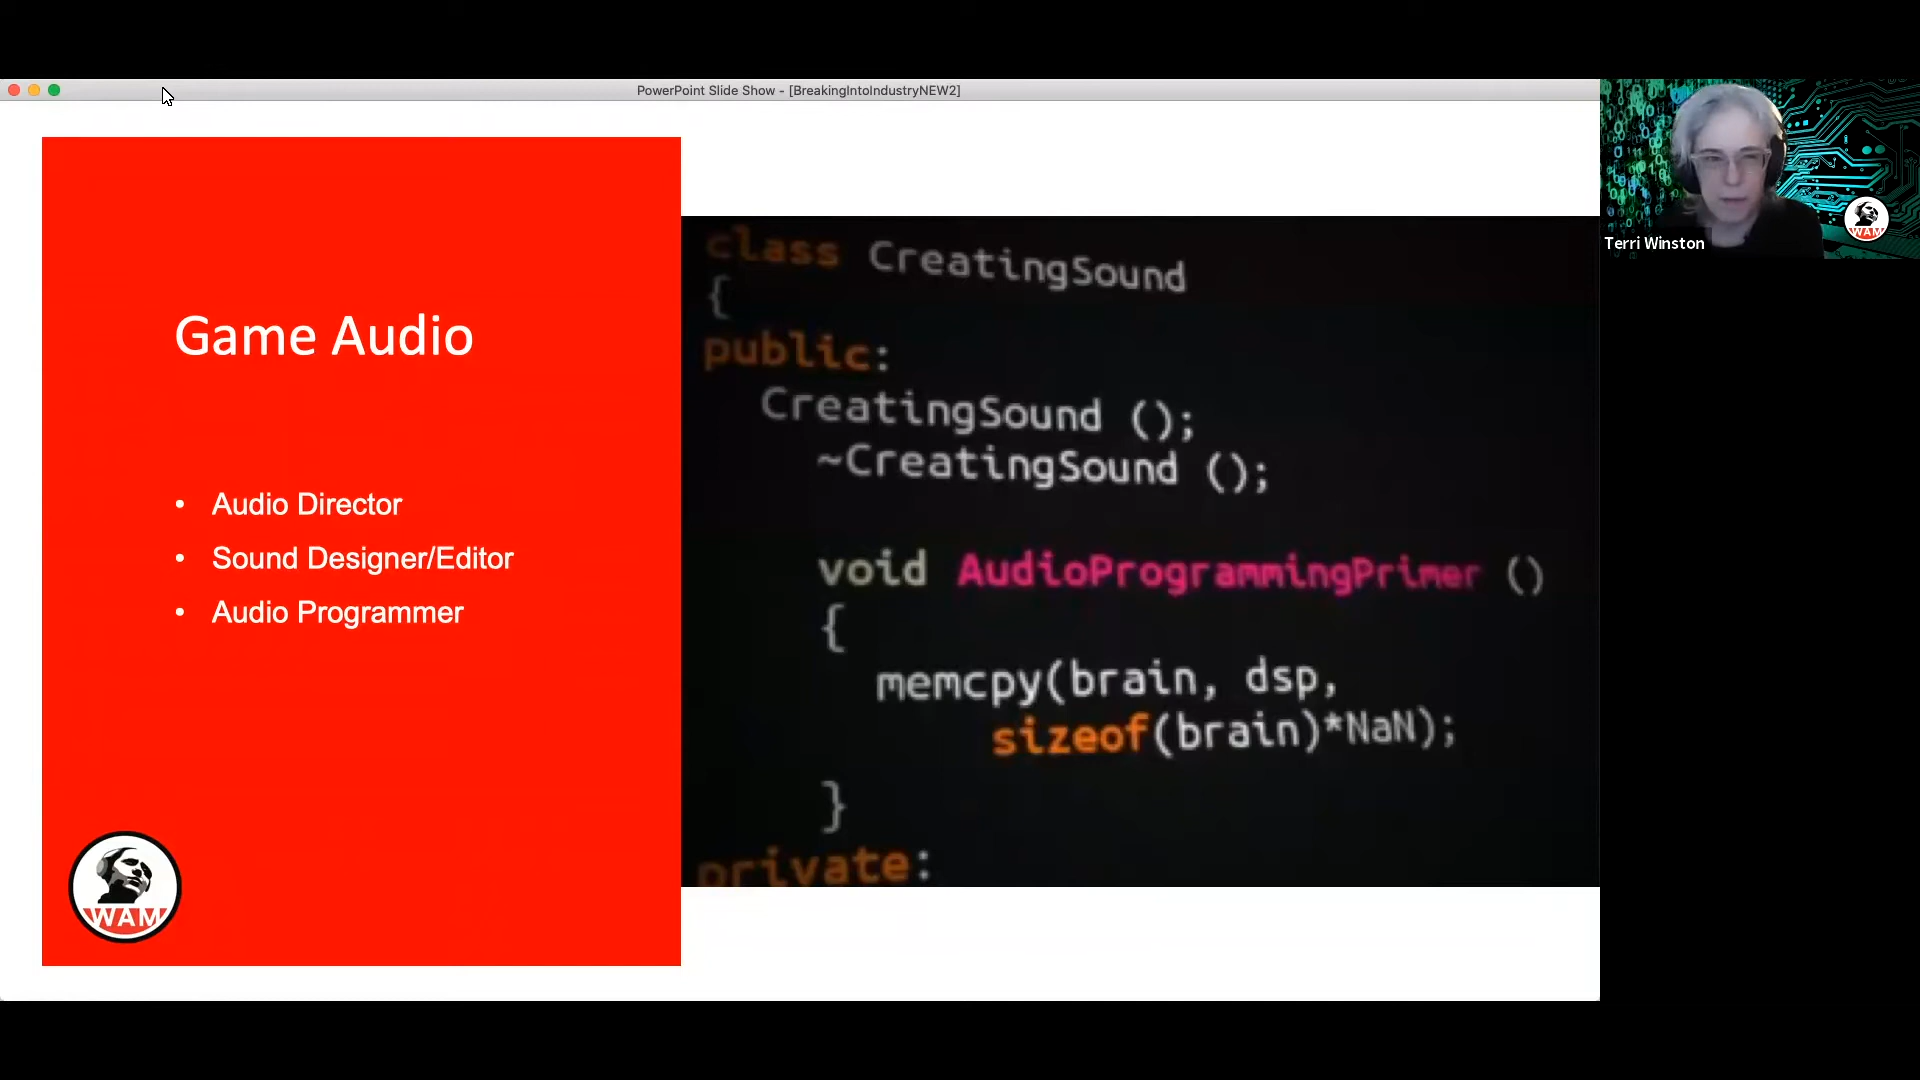 PowerPoint Slide Show - [BreakingIntoIndustryNEW2]
Game Audio
• Audio Director
• Sound Designer/Editor
• Audio Programmer
WAM
class CreatingSound
{
public:
CreatingSound ();
~CreatingSound ();
void AudioProgrammingPrimer ()
{
memcpy(brain, dsp,
sizeof(brain)*NaN);
}
private:
Terri Winston
WAM